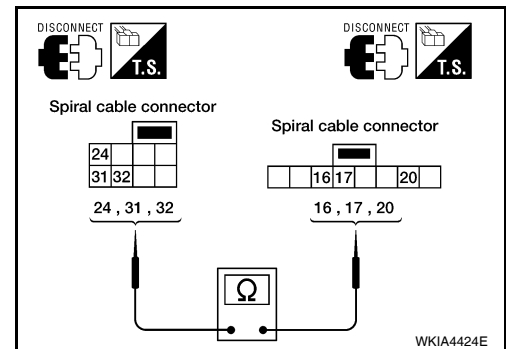 DISCONNECT DISCONNECT
T.S. T.S.
Spiral cable connector
Spiral cable connector
24
31 32
16 17 20
24 , 31 , 32
16 , 17 , 20
Ω
WKIA4424E